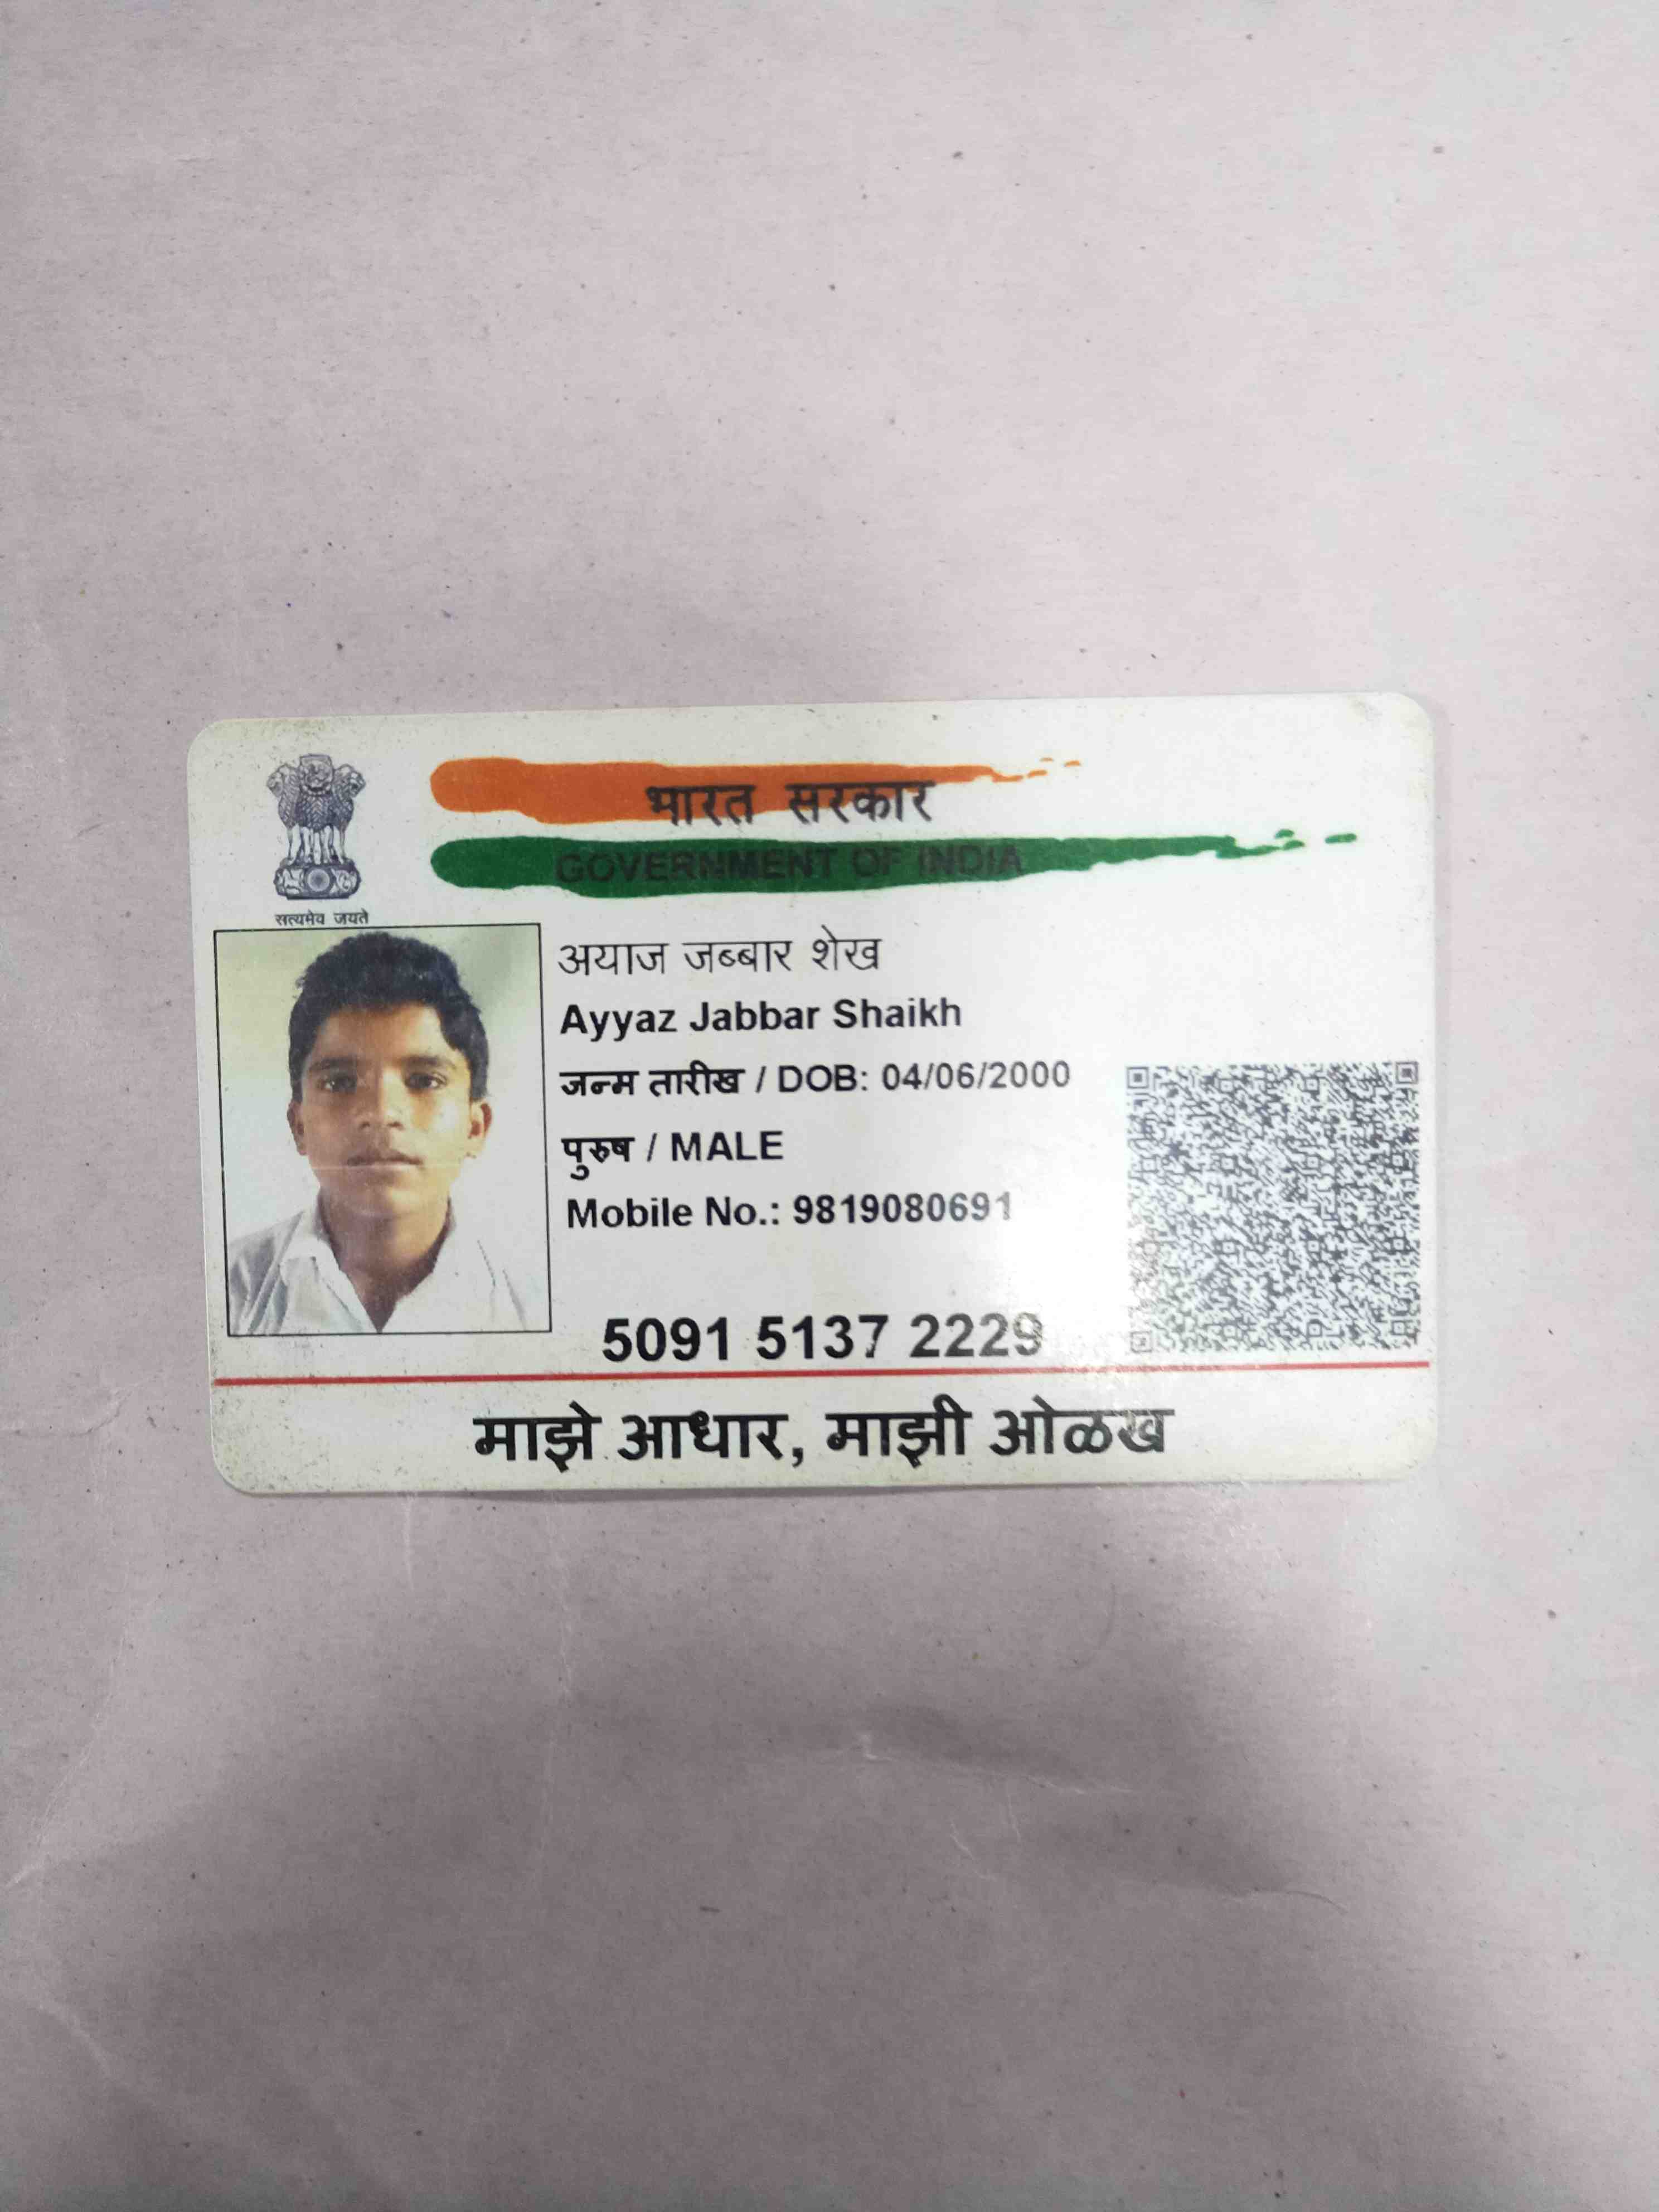 भारत सरकार
GOVERNMENT OF INDIA
सत्यमेव जयते
अयाज जब्बार शेख
Ayyaz Jabbar Shaikh
जन्म तारीख / DOB: 04/06/2000
पुरुष / MALE
Mobile No.: 9819080691
5091 5137 2229
माझे आधार, माझी ओळख